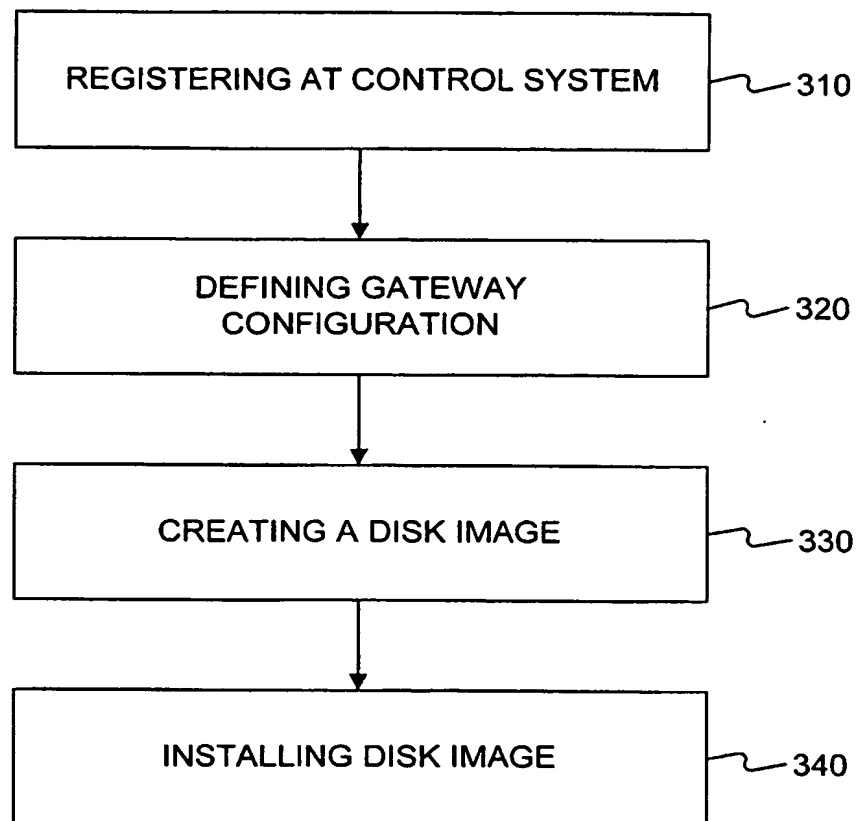 REGISTERING AT CONTROL SYSTEM
310
DEFINING GATEWAY
CONFIGURATION
320
CREATING A DISK IMAGE
330
INSTALLING DISK IMAGE
340